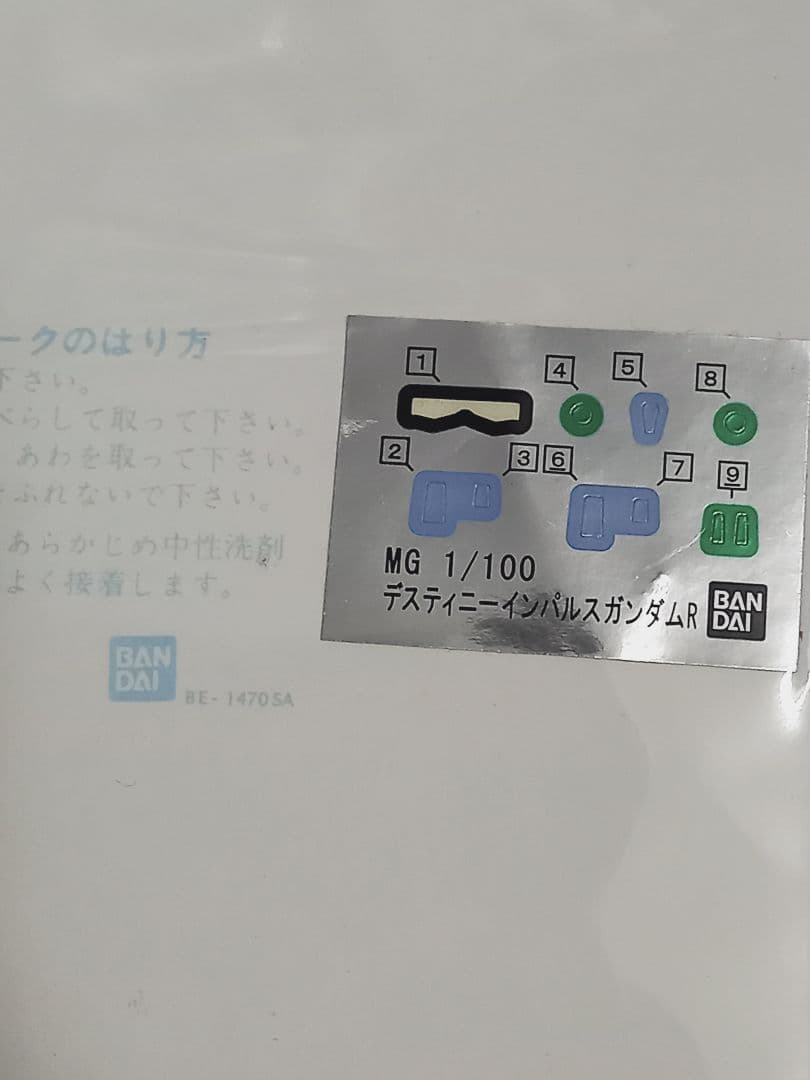 ークのはり方
下さい。
べらして取って下さい。
あわを取って下さい。
ふれないで下さい。
あらかじめ中性洗剤
よく接着します。
BAN
DAI
BE-1470SA
1
4
5
8
2
3
6
7
9
MG 1/100
デスティニーインパルスガンダムR
BAN
DAI